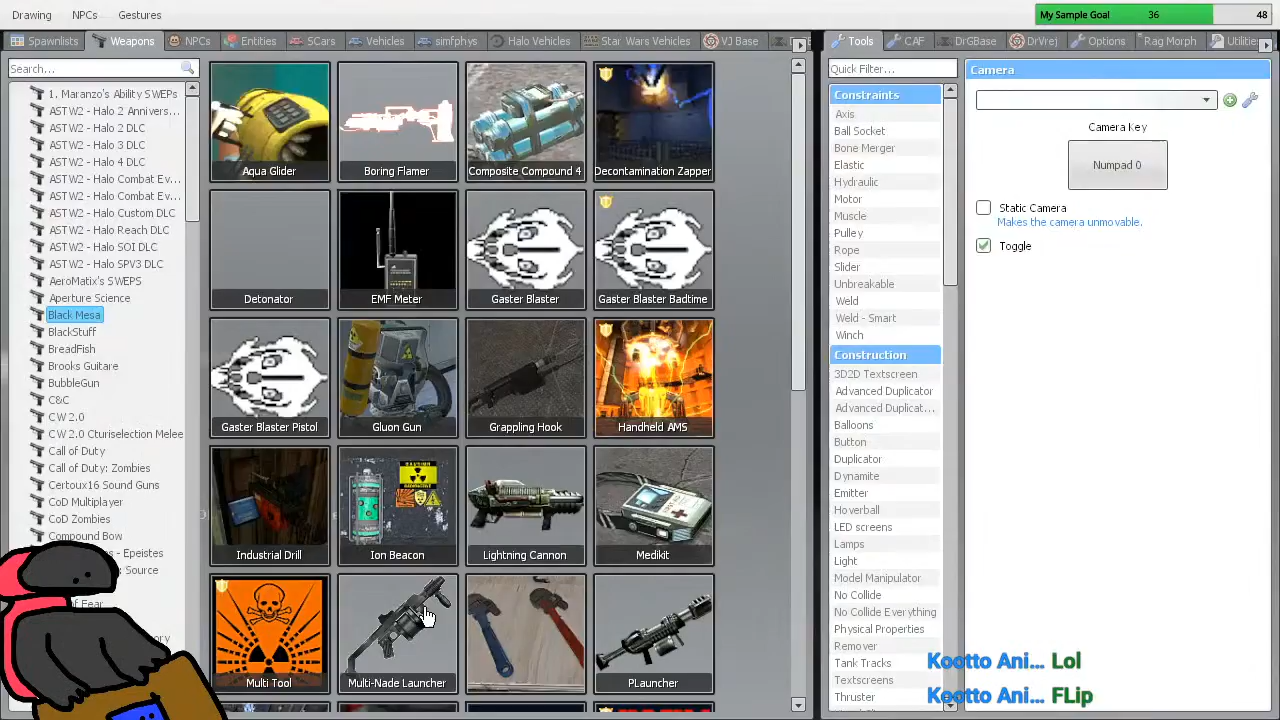 Drawing NPCs Gestures
My Sample Goal 36 48
Spawnlists Weapons NPCs Entities SCars Vehicles simfphys Halo Vehicles Star Wars Vehicles VJ Base
Tools CAF DrGBase DrVrej Options Rag Morph Utilitie
Search...
1. Maranzo's Ability SWEPs
ASTW2 - Halo 2 Annivers...
ASTW2 - Halo 2 DLC
ASTW2 - Halo 3 DLC
ASTW2 - Halo 4 DLC
ASTW2 - Halo Combat Ev...
ASTW2 - Halo Combat Ev...
ASTW2 - Halo Custom DLC
ASTW2 - Halo Reach DLC
ASTW2 - Halo SOI DLC
ASTW2 - Halo SPV3 DLC
AeroMatix's SWEPS
Aperture Science
Black Mesa
BlackStuff
BreadFish
Brooks Guitare
BubbleGun
C&C
CW 2.0
CW 2.0 Cturiselection Melee
Call of Duty
Call of Duty: Zombies
Certoux16 Sound Guns
CoD Multiplayer
CoD Zombies
Compound Bow
- Epeistes
: Source
of Fear
Aqua Glider
Boring Flamer
Composite Compound 4
Decontamination Zapper
Detonator
EMF Meter
Gaster Blaster
Gaster Blaster Badtime
Gaster Blaster Pistol
Gluon Gun
Grappling Hook
Handheld AMS
Industrial Drill
Ion Beacon
Lightning Cannon
Medikit
Multi Tool
Multi-Nade Launcher
PLauncher
Quick Filter...
Constraints
Axis
Ball Socket
Bone Merger
Elastic
Hydraulic
Motor
Muscle
Pulley
Rope
Slider
Unbreakable
Weld
Weld - Smart
Winch
Construction
3D2D Textscreen
Advanced Duplicator
Advanced Duplicat...
Balloons
Button
Duplicator
Dynamite
Emitter
Hoverball
LED screens
Lamps
Light
Model Manipulator
No Collide
No Collide Everything
Physical Properties
Remover
Tank Tracks
Textscreens
Thruster
Camera
Camera Key
Numpad 0
Static Camera
Makes the camera unmovable.
Toggle
Kootto Ani... Lol
Kootto Ani... FLip